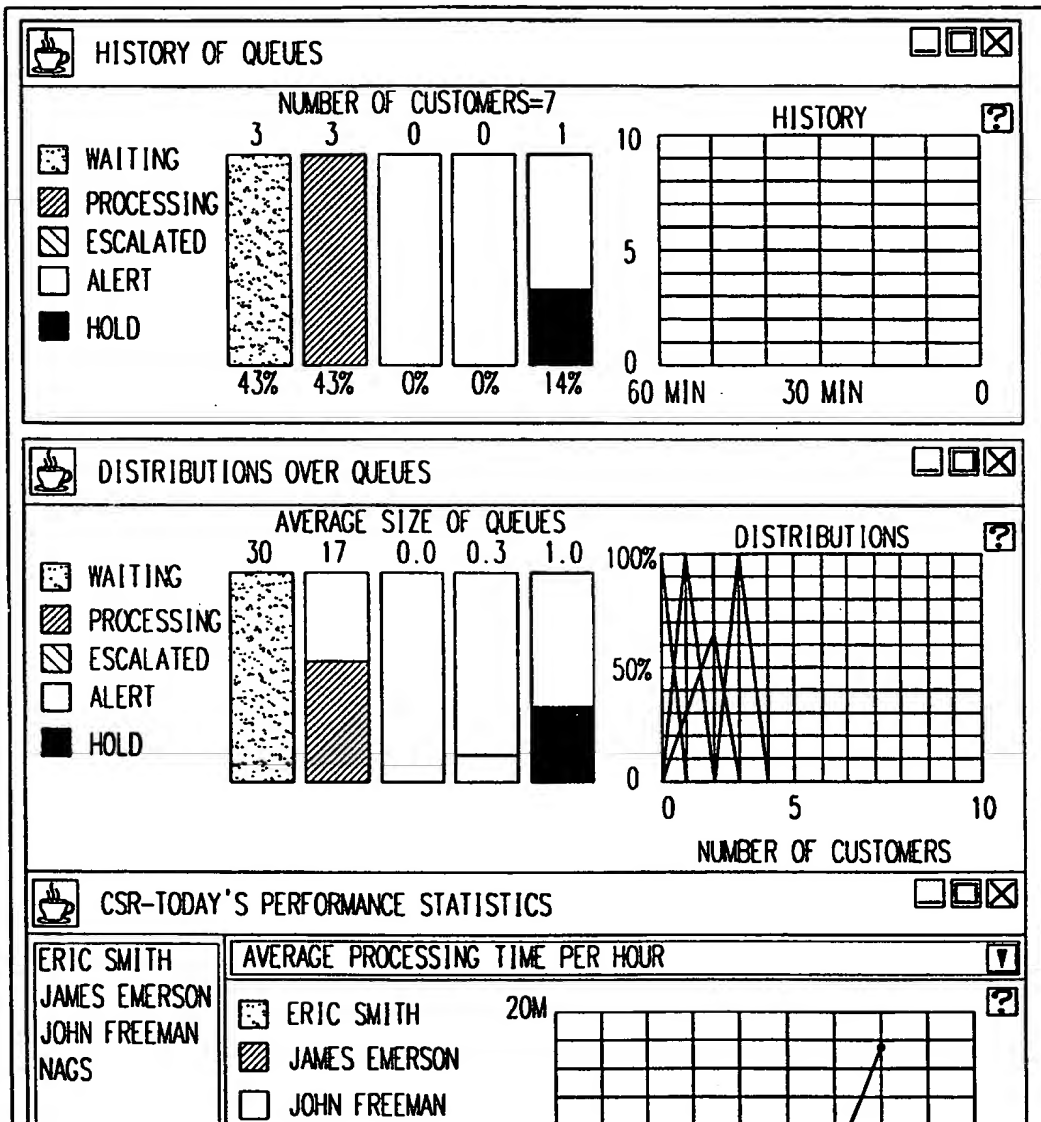 HISTORY OF QUEUES
NUMBER OF CUSTOMERS=7
3 3 0 0 1
WAITING
PROCESSING
ESCALATED
ALERT
HOLD
43% 43% 0% 0% 14%
HISTORY
?
10
5
0
60 MIN 30 MIN 0
DISTRIBUTIONS OVER QUEUES
AVERAGE SIZE OF QUEUES
30 17 0.0 0.3 1.0
WAITING
PROCESSING
ESCALATED
ALERT
HOLD
DISTRIBUTIONS
?
100%
50%
0
0 5 10
NUMBER OF CUSTOMERS
CSR-TODAY'S PERFORMANCE STATISTICS
ERIC SMITH
JAMES EMERSON
JOHN FREEMAN
NAGS
AVERAGE PROCESSING TIME PER HOUR
?
ERIC SMITH
JAMES EMERSON
JOHN FREEMAN
20M